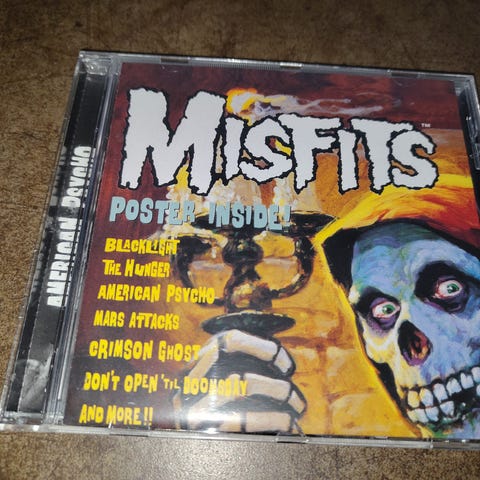 MISFITS™
POSTER INSIDE!
BLACKLIGHT
THE HUNGER
AMERICAN PSYCHO
MARS ATTACKS
CRIMSON GHOST
DON'T OPEN 'TIL DOOMSDAY
AND MORE!!
AMERICAN PSYCHO